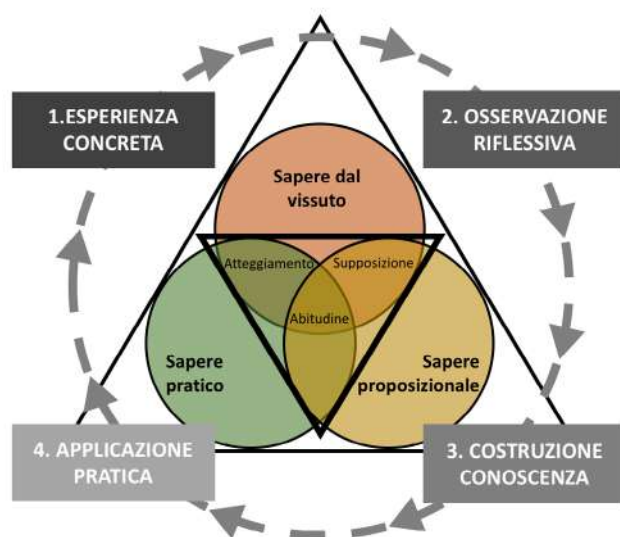 1.ESPERIENZA
CONCRETA
2. OSSERVAZIONE
RIFLESSIVA
Sapere dal
vissuto
Atteggiamento
Supposizione
Abitudine
Sapere
pratico
Sapere
proposizionale
4. APPLICAZIONE
PRATICA
3. COSTRUZIONE
CONOSCENZA